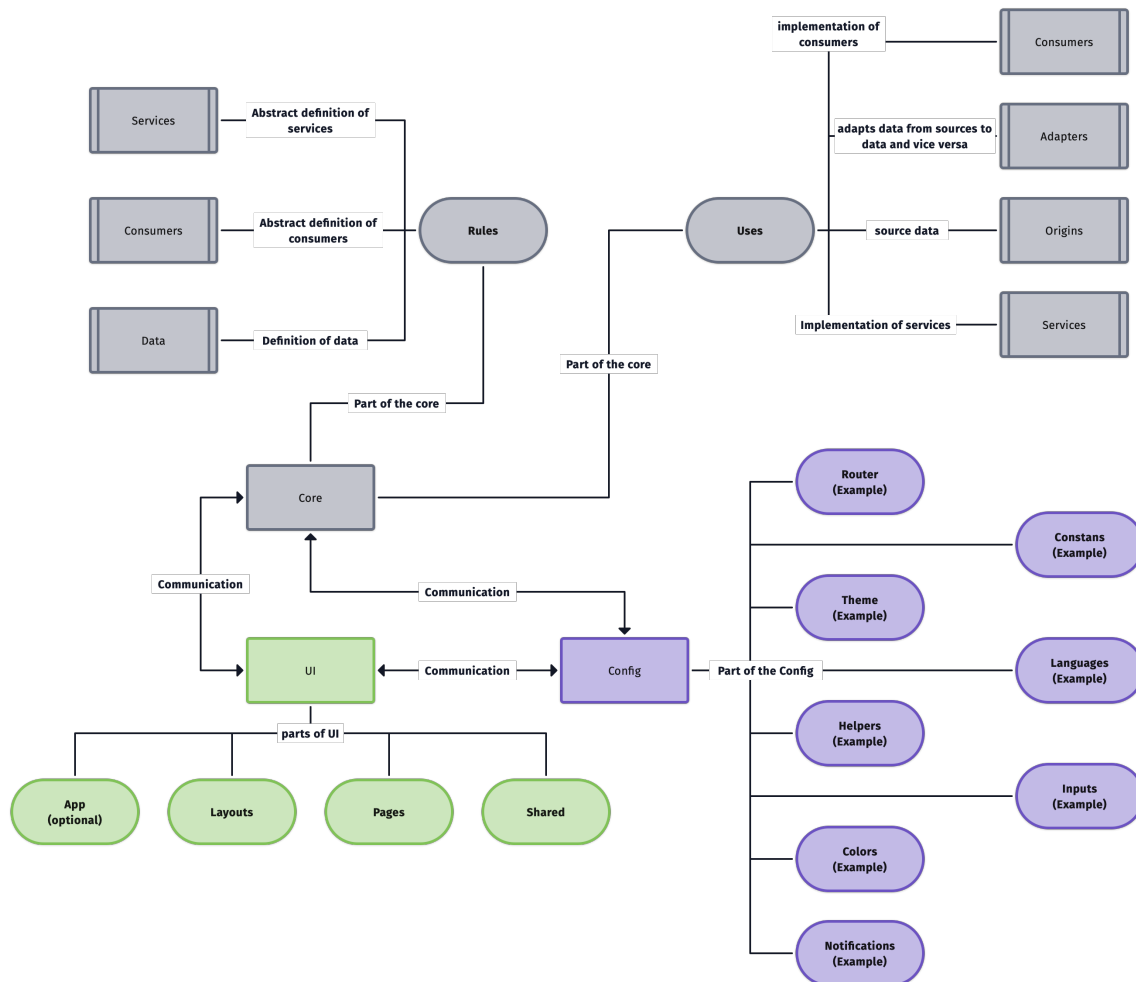 implementation of
consumers
Consumers
Services
Abstract definition of
services
adapts data from sources to
data and vice versa
Adapters
Consumers
Abstract definition of
consumers
Rules
Uses
source data
Origins
Data
Definition of data
Implementation of services
Services
Part of the core
Part of the core
Core
Router
(Example)
Constans
(Example)
Communication
Communication
Theme
(Example)
UI
Communication
Config
Part of the Config
Languages
(Example)
parts of UI
Helpers
(Example)
App
(optional)
Layouts
Pages
Shared
Inputs
(Example)
Colors
(Example)
Notifications
(Example)